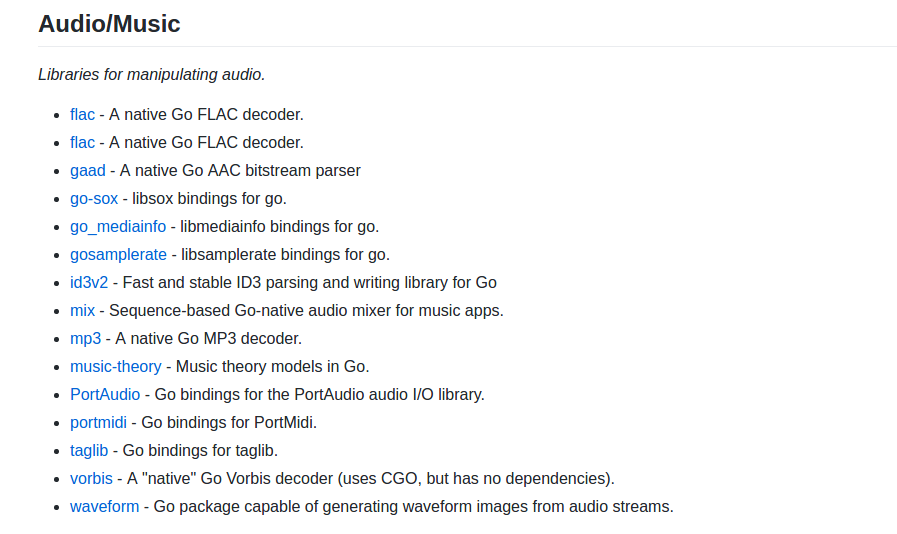 Audio/Music
Libraries for manipulating audio.
flac - A native Go FLAC decoder.
flac - A native Go FLAC decoder.
gaad - A native Go AAC bitstream parser
go-sox - libsox bindings for go.
go_mediainfo - libmediainfo bindings for go.
gosamplerate - libsamplerate bindings for go.
id3v2 - Fast and stable ID3 parsing and writing library for Go
mix - Sequence-based Go-native audio mixer for music apps.
mp3 - A native Go MP3 decoder.
music-theory - Music theory models in Go.
PortAudio - Go bindings for the PortAudio audio I/O library.
portmidi - Go bindings for PortMidi.
taglib - Go bindings for taglib.
vorbis - A "native" Go Vorbis decoder (uses CGO, but has no dependencies).
waveform - Go package capable of generating waveform images from audio streams.